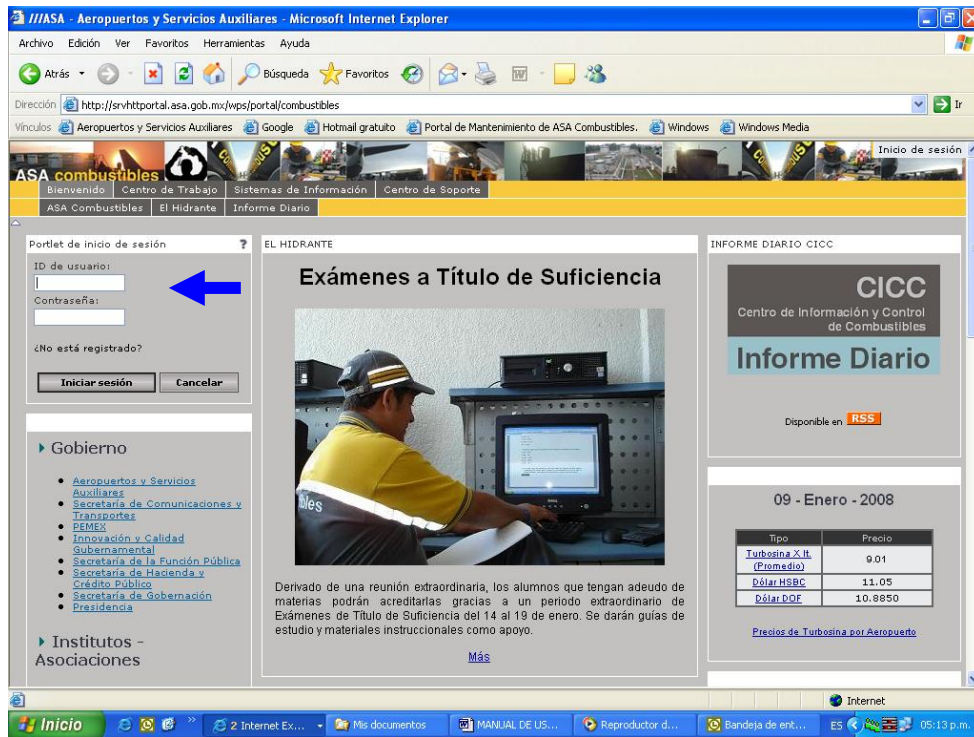 ///ASA - Aeropuertos y Servicios Auxiliares - Microsoft Internet Explorer
Archivo Edición Ver Favoritos Herramientas Ayuda
Atrás Búsqueda Favoritos
Dirección http://srvhttportal.asa.gob.mx/wps/portal/combustibles Ir
Vínculos Aeropuertos y Servicios Auxiliares Google Hotmail gratuito Portal de Mantenimiento de ASA Combustibles. Windows Windows Media
Inicio de sesión
ASA combustibles
Bienvenido Centro de Trabajo Sistemas de Información Centro de Soporte
ASA Combustibles El Hidrante Informe Diario
Portlet de inicio de sesión ?
ID de usuario:
Contraseña:
¿No está registrado?
Iniciar sesión Cancelar
Gobierno
Aeropuertos y Servicios
Auxiliares
Secretaría de Comunicaciones y
Transportes
PEMEX
Innovación y Calidad
Gubernamental
Secretaría de la Función Pública
Secretaría de Hacienda y
Crédito Público
Secretaría de Gobernación
Presidencia
Institutos -
Asociaciones
EL HIDRANTE
Exámenes a Título de Suficiencia
Derivado de una reunión extraordinaria, los alumnos que tengan adeudo de
materias podrán acreditarlas gracias a un periodo extraordinario de
Exámenes de Título de Suficiencia del 14 al 19 de enero. Se darán guías de
estudio y materiales instruccionales como apoyo.
Más
INFORME DIARIO CICC
CICC
Centro de Información y Control
de Combustibles
Informe Diario
Disponible en RSS
09 - Enero - 2008
Tipo Precio
Turbosina X lt.
(Promedio) 9.01
Dólar HSBC 11.05
Dólar DOF 10.8850
Precios de Turbosina por Aeropuerto
Internet
Inicio 2 Internet Ex... Mis documentos MANUAL DE US... Reproductor d... Bandeja de ent... ES 05:13 p.m.